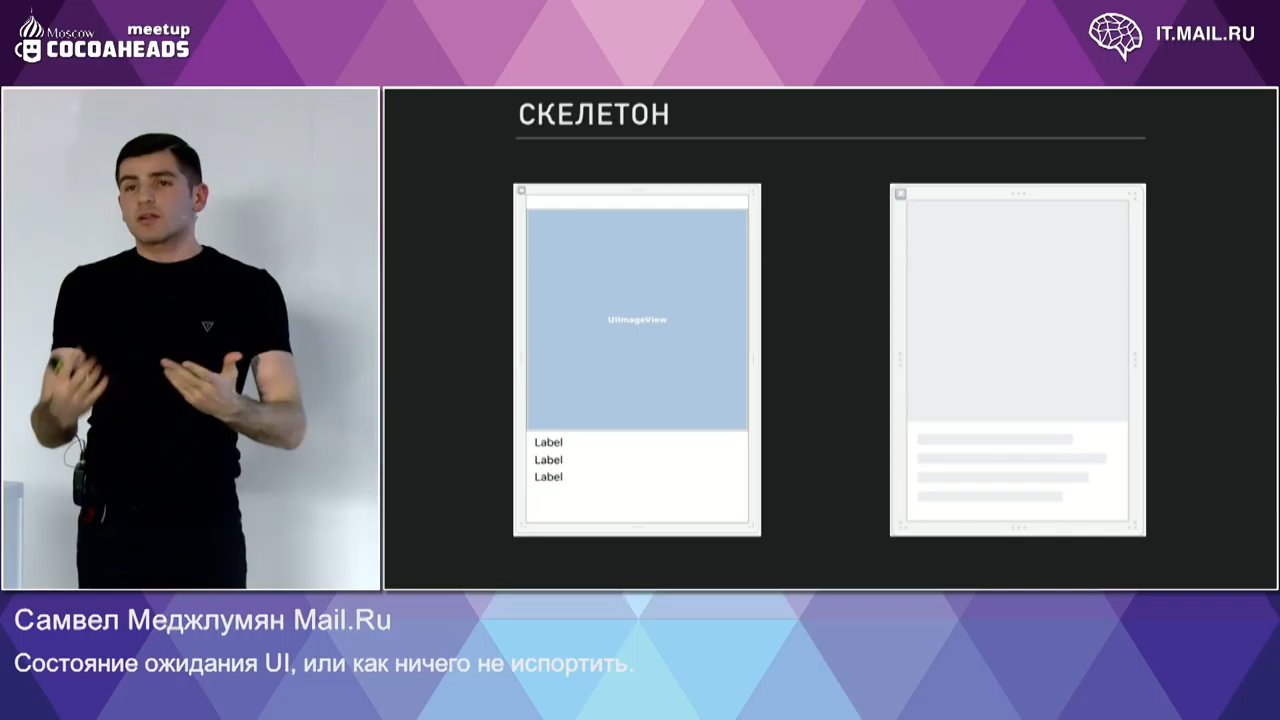 Moscow meetup
COCOAHEADS
IT.MAIL.RU
СКЕЛЕТОН
UIImageView
Label
Label
Label
Самвел Меджлумян Mail.Ru
Состояние ожидания UI, или как ничего не испортить.